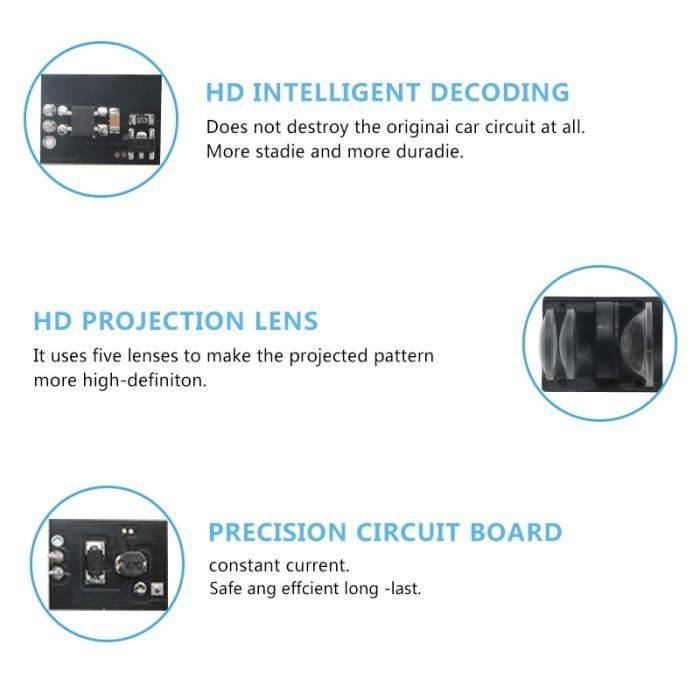 HD INTELLIGENT DECODING
Does not destroy the originai car circuit at all.
More stadie and more duradie.
HD PROJECTION LENS
It uses five lenses to make the projected pattern
more high-definiton.
470
PRECISION CIRCUIT BOARD
constant current.
Safe ang effcient long -last.